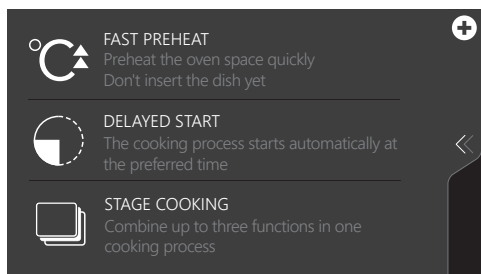 FAST PREHEAT
Preheat the oven space quickly
Don't insert the dish yet
DELAYED START
The cooking process starts automatically at
the preferred time
STAGE COOKING
Combine up to three functions in one
cooking process